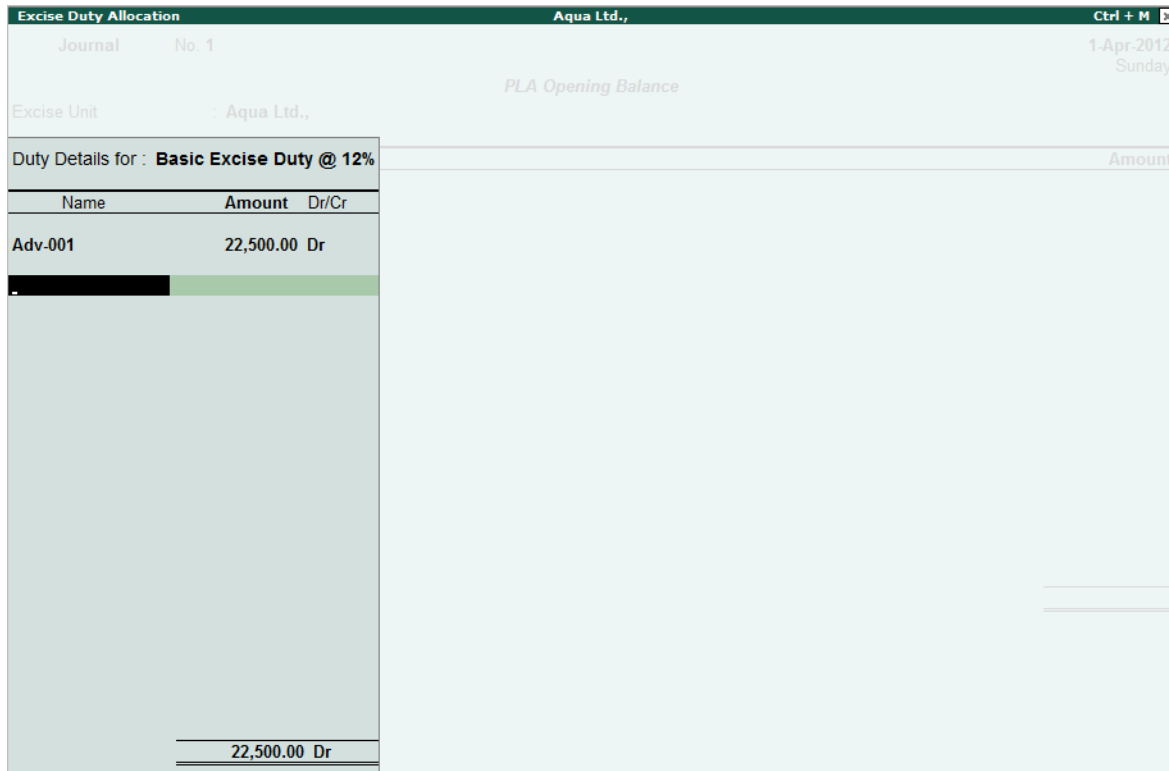 Excise Duty Allocation Aqua Ltd., Ctrl + M x
Journal No. 1 1-Apr-2012
Sunday
PLA Opening Balance
Excise Unit : Aqua Ltd.,
Duty Details for : Basic Excise Duty @ 12%
Amount
Name Amount Dr/Cr
Adv-001 22,500.00 Dr
22,500.00 Dr